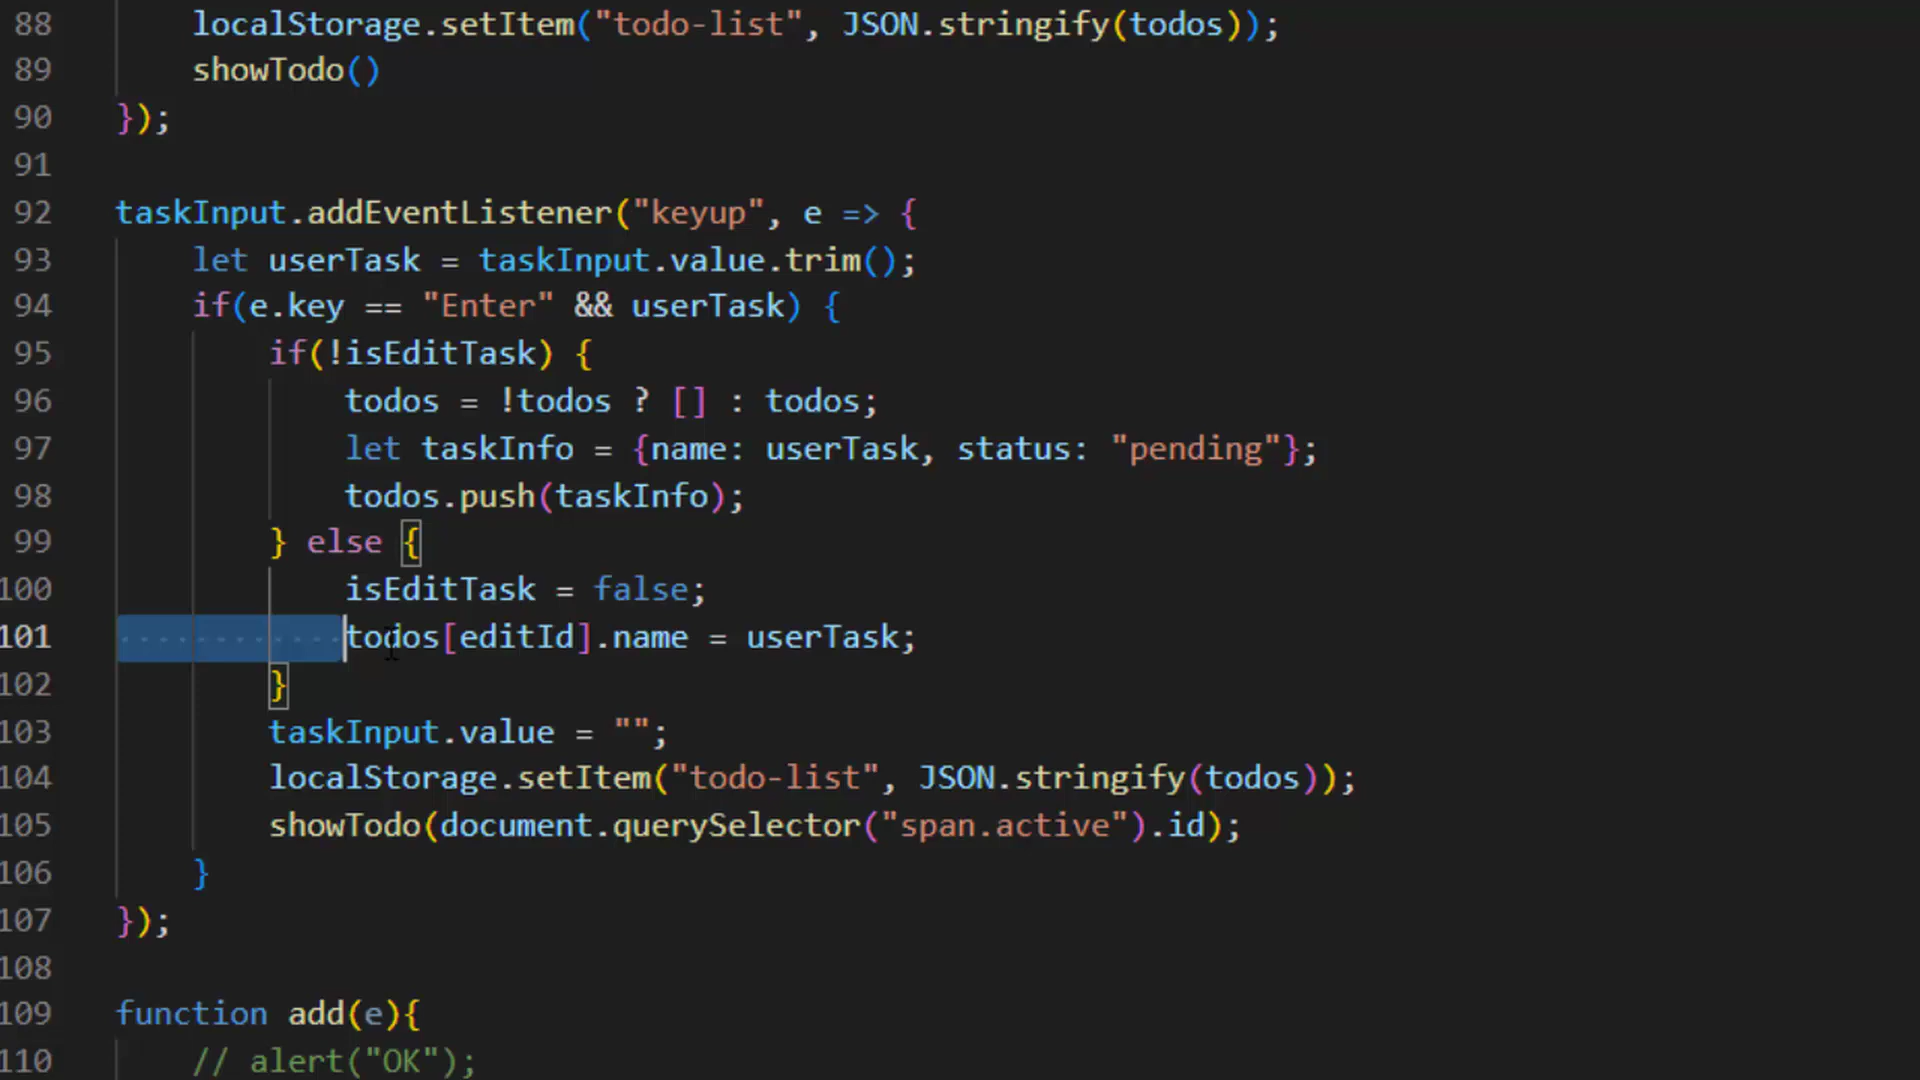 88 localStorage.setItem("todo-list", JSON.stringify(todos));
89 showTodo()
90 });
91
92 taskInput.addEventListener("keyup", e => {
93 let userTask = taskInput.value.trim();
94 if(e.key == "Enter" && userTask) {
95 if(!isEditTask) {
96 todos = !todos ? [] : todos;
97 let taskInfo = {name: userTask, status: "pending"};
98 todos.push(taskInfo);
99 } else {
100 isEditTask = false;
101 todos[editId].name = userTask;
102 }
103 taskInput.value = "";
104 localStorage.setItem("todo-list", JSON.stringify(todos));
105 showTodo(document.querySelector("span.active").id);
106 }
107 });
108
109 function add(e){
110 // alert("OK");